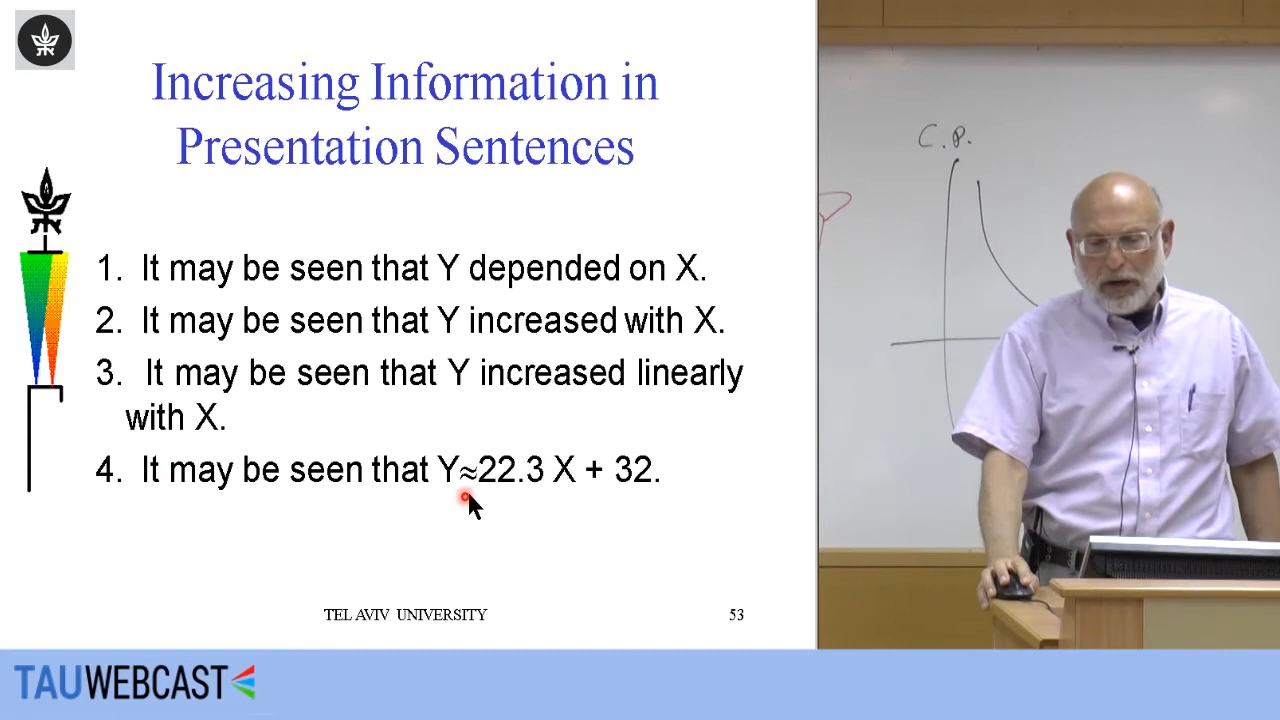 Increasing Information in
Presentation Sentences
1. It may be seen that Y depended on X.
2. It may be seen that Y increased with X.
3. It may be seen that Y increased linearly
with X.
4. It may be seen that Y≈22.3 X + 32.
TEL AVIV UNIVERSITY
53
C.P.
TAUWEBCAST